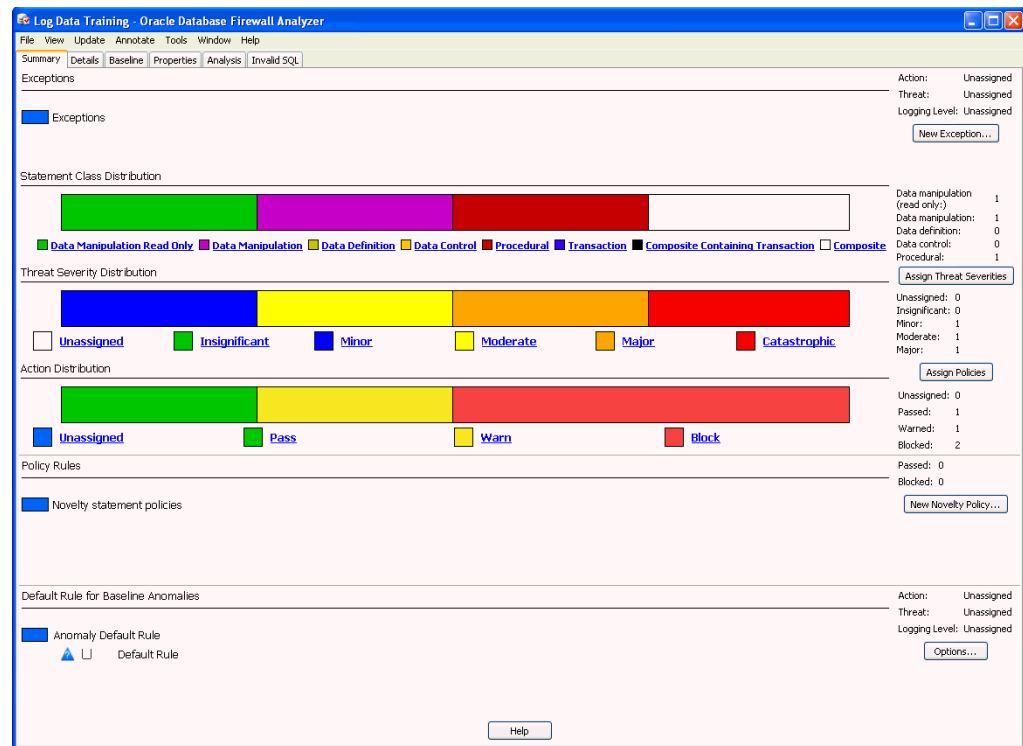 Log Data Training - Oracle Database Firewall Analyzer
File View Update Annotate Tools Window Help
Summary Details Baseline Properties Analysis Invalid SQL
Exceptions
Action: Unassigned
Threat: Unassigned
Logging Level: Unassigned
Exceptions
New Exception...
Statement Class Distribution
Data manipulation
(read only:) 1
Data manipulation: 1
Data definition: 0
Data control: 0
Procedural: 1
Data Manipulation Read Only Data Manipulation Data Definition Data Control Procedural Transaction Composite Containing Transaction Composite
Threat Severity Distribution
Assign Threat Severities
Unassigned: 0
Insignificant: 0
Minor: 1
Moderate: 1
Major: 1
Unassigned Insignificant Minor Moderate Major Catastrophic
Action Distribution
Assign Policies
Unassigned: 0
Passed: 1
Warned: 1
Blocked: 2
Unassigned Pass Warn Block
Policy Rules
Passed: 0
Blocked: 0
Novelty statement policies
New Novelty Policy...
Default Rule for Baseline Anomalies
Action: Unassigned
Threat: Unassigned
Logging Level: Unassigned
Anomaly Default Rule
Options...
? U Default Rule
Help